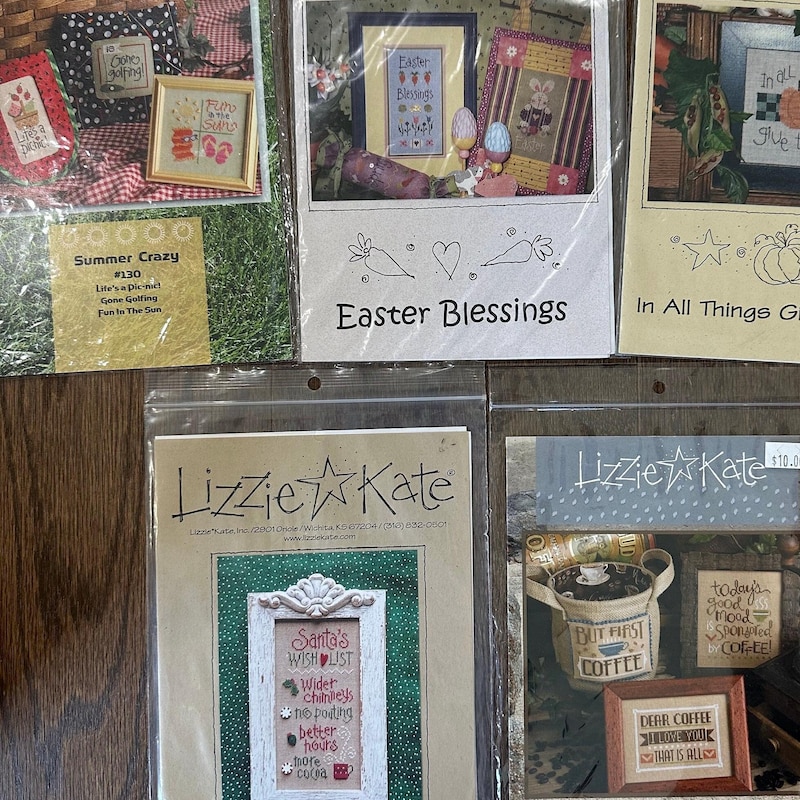 Gone
golfing!
Life's a
picnic!
Fun
in the
Sun
Summer Crazy
#130
Life's a Pic-nic!
Gone Golfing
Fun In The Sun
Easter
Blessings
Easter
Easter Blessings
In ALL
give
In All Things
Lizzie Kate®
Lizzie*Kate, Inc. / 2901 Oriole / Wichita, KS 67204 / (316) 832-0501
www.lizziekate.com
Santa's
WISH LIST
Wider
chimneys
no pouting
better
hours
more
cocoa
Lizzie Kate
$10.0
BUT FIRST
COFFEE
today's
good
mood
is sponsored
by COFFEE!
DEAR COFFEE
I LOVE YOU
THAT IS ALL